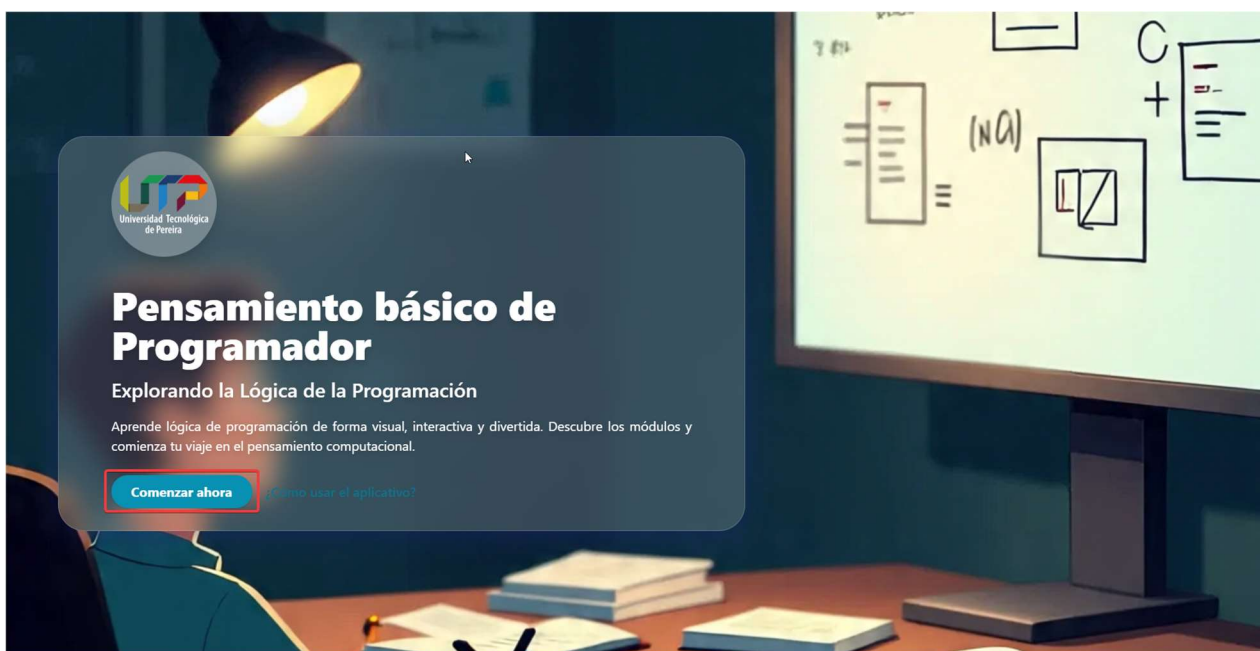 UTP
Universidad Tecnológica
de Pereira
Pensamiento básico de
Programador
Explorando la Lógica de la Programación
Aprende lógica de programación de forma visual, interactiva y divertida. Descubre los módulos y
comienza tu viaje en el pensamiento computacional.
Comenzar ahora
¿Cómo usar el aplicativo?
C
+